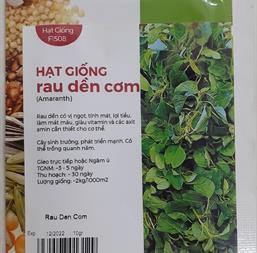 Hạt Giống
F1508
HẠT GIỐNG
rau dền cơm
(Amaranth)
Rau dền có vị ngọt, tính mát, lợi tiểu,
làm mát máu, giàu vitamin và các axit
amin cần thiết cho cơ thể.
Cây sinh trưởng, phát triển mạnh. Có
thể trồng quanh năm.
Gieo trực tiếp hoặc Ngâm ủ
TGNM: -3 - 5 ngày
Thu hoạch: - 30 ngày
Lượng giống: ~2kg/1000m2
Rau Den Com
Exp 12/2022 10gr